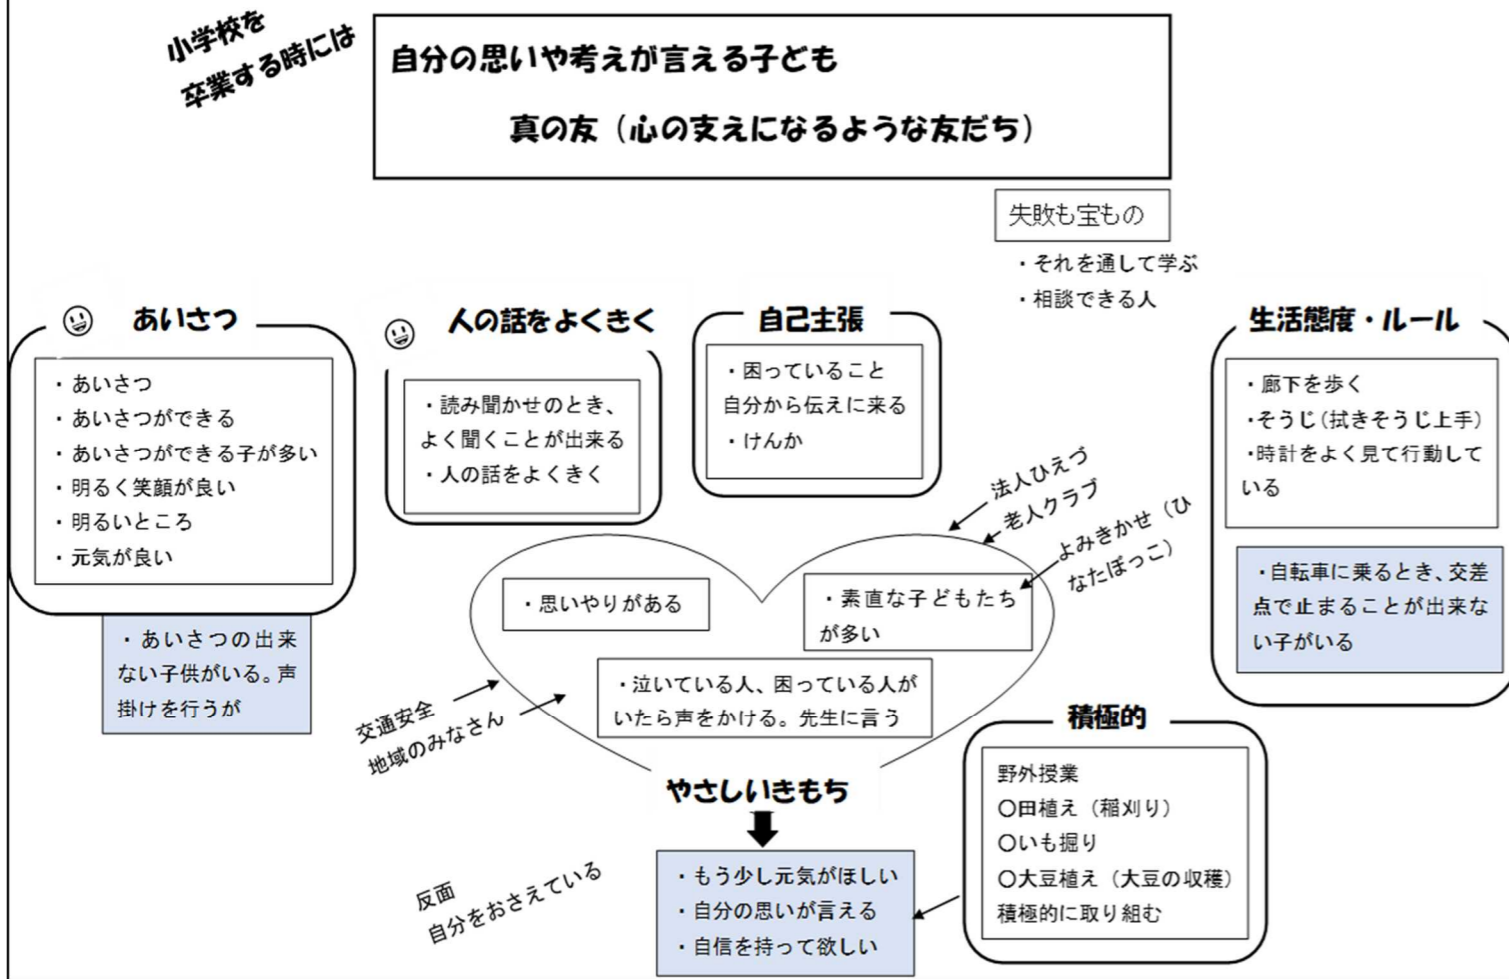 小学校を
卒業する時には
自分の思いや考えが言える子ども
真の友（心の支えになるような友だち）
失敗も宝もの
・それを通して学ぶ
・相談できる人
あいさつ
・あいさつ
・あいさつができる
・あいさつができる子が多い
・明るく笑顔が良い
・明るいところ
・元気が良い
・あいさつの出来
ない子供がいる。声
掛けを行うが
人の話をよくきく
・読み聞かせのとき、
よく聞くことが出来る
・人の話をよくきく
自己主張
・困っていること
自分から伝えに来る
・けんか
生活態度・ルール
・廊下を歩く
・そうじ（拭きそうじ上手）
・時計をよく見て行動して
いる
・自転車に乗るとき、交差
点で止まることが出来な
い子がいる
法人ひえづ
老人クラブ
よみきかせ（ひ
なたぼっこ）
・思いやりがある
・素直な子どもたち
が多い
・泣いている人、困っている人が
いたら声をかける。先生に言う
交通安全
地域のみなさん
やさしいきもち
反面
自分をおさえている
・もう少し元気がほしい
・自分の思いが言える
・自信を持って欲しい
積極的
野外授業
〇田植え（稲刈り）
〇いも掘り
〇大豆植え（大豆の収穫）
積極的に取り組む